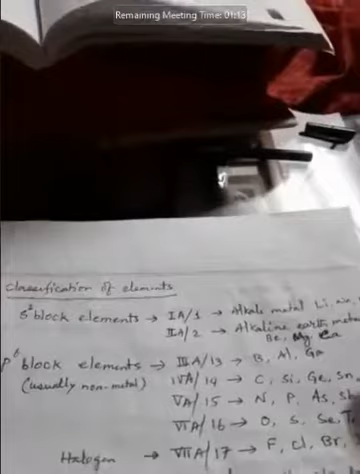 Remaining Meeting Time: 01:13
Classification of elements
S² block elements → IA/1 → Alkali metal Li, Na,
IIA/2 → Alkaline earth metal
Be, Mg Ca
P⁶ block elements → IIIA/13 → B, Al, Ga
(usually non-metal) IVA/14 → C, Si, Ge, Sn,
VA/15 → N, P, As, Sb
VIA/16 → O, S, Se, Te
Halogen → VIIA/17 → F, Cl, Br,